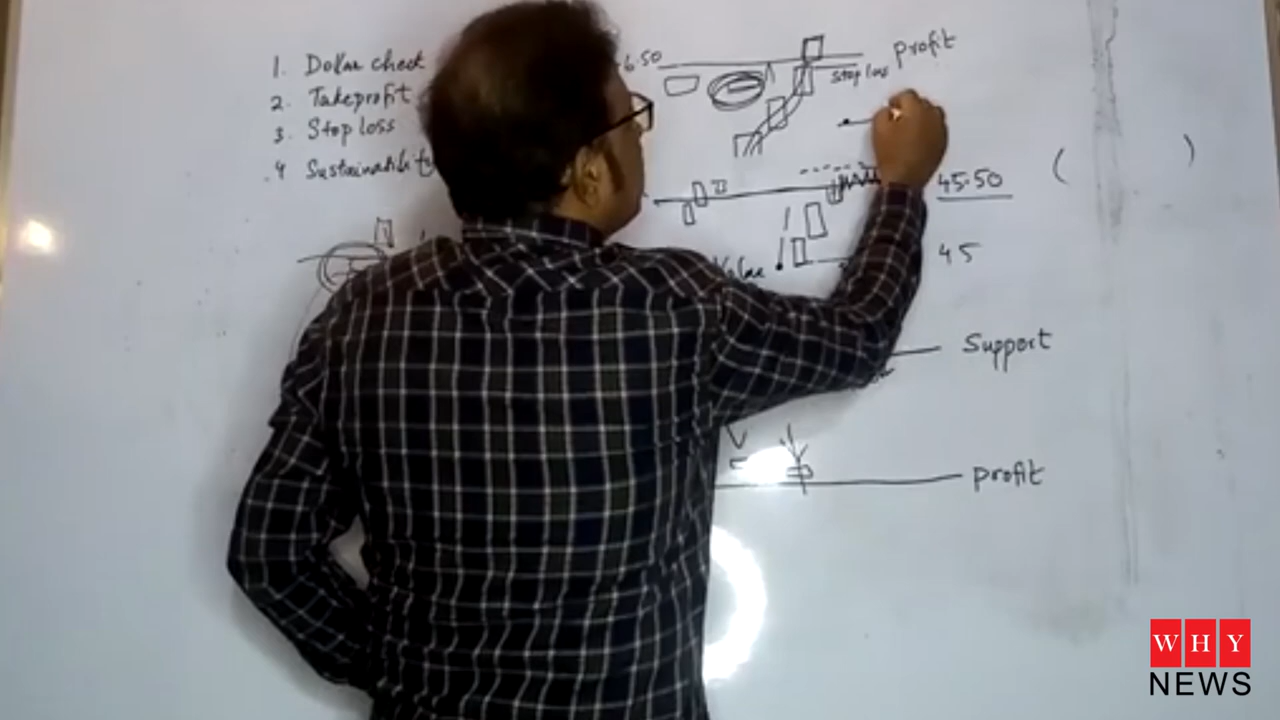 1. Dollar check
2. Takeprofit
3. Stop loss
4 Sustainability
6.50
profit
stop loss
45.50
45
Value
Support
profit
WHY
NEWS